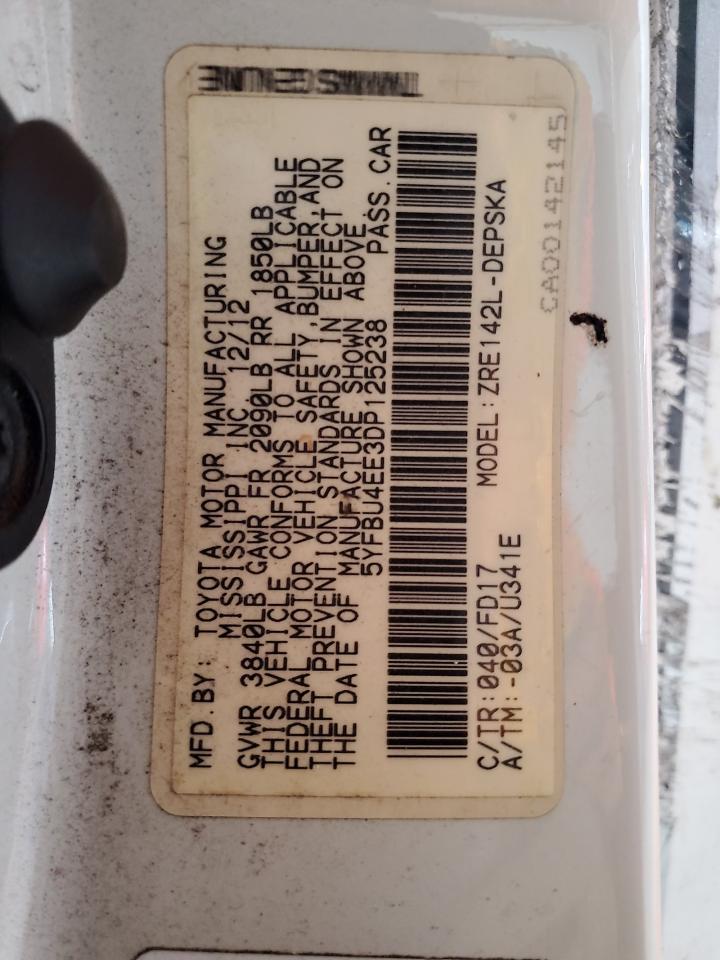 MFD.BY: TOYOTA MOTOR MANUFACTURING
MISSISSIPPI INC 12/12
GVWR 3840LB GAWR FR 2090LB RR 1850LB
THIS VEHICLE CONFORMS TO ALL APPLICABLE
FEDERAL MOTOR VEHICLE SAFETY,BUMPER,AND
THEFT PREVENTION STANDARDS IN EFFECT ON
THE DATE OF MANUFACTURE SHOWN ABOVE.
5YFBU4EE3DP125238 PASS.CAR
C/TR:040/FD17 MODEL:ZRE142L-DEPSKA
A/TM:-03A/U341E
CA00142145